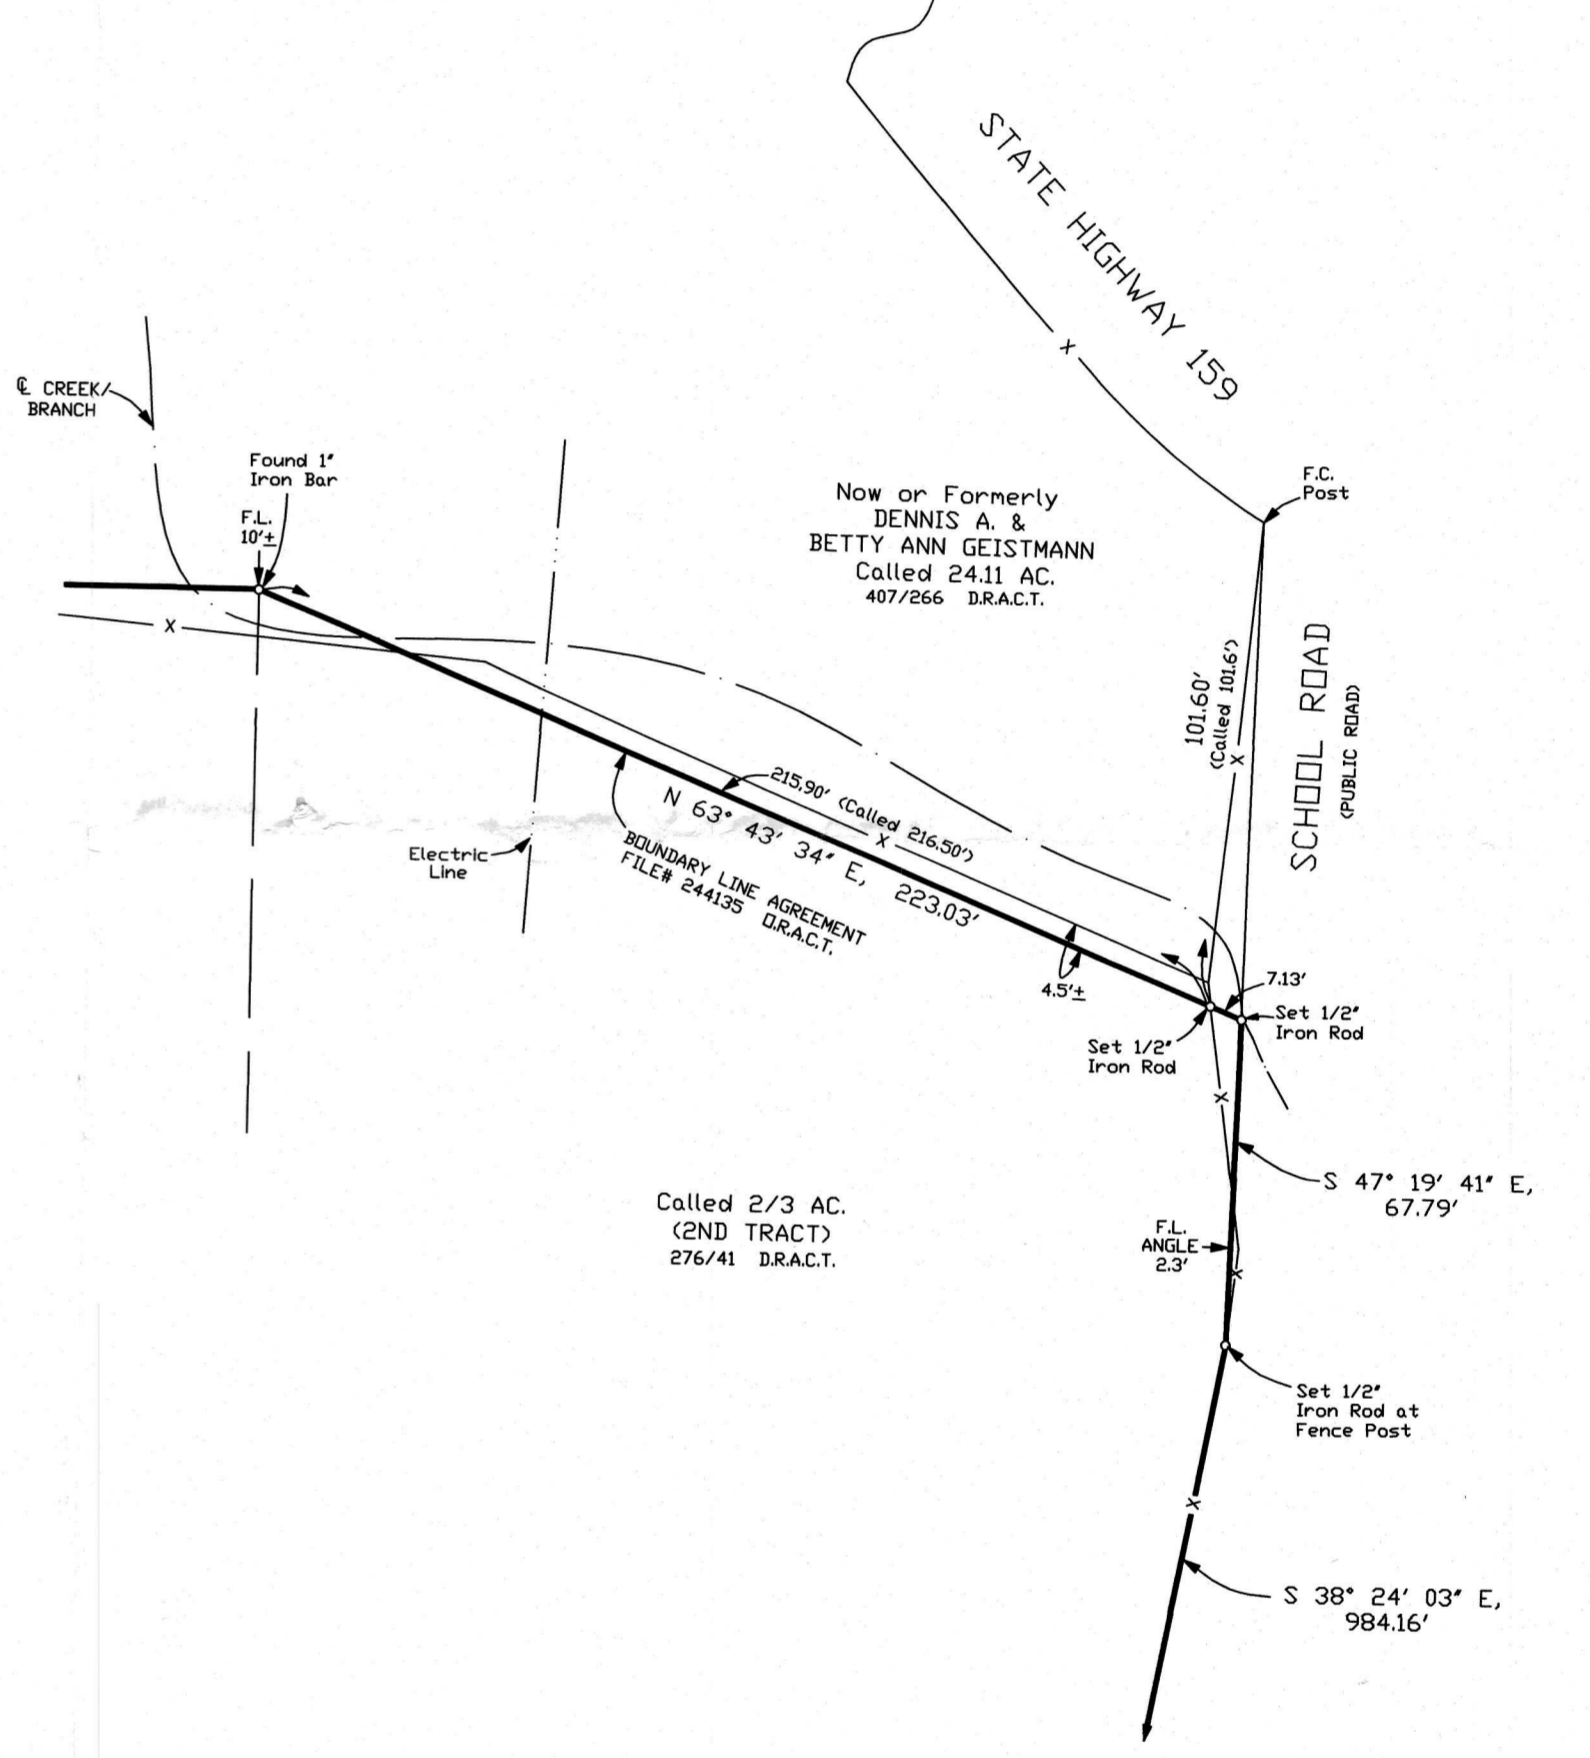 STATE HIGHWAY 159
℄ CREEK/
BRANCH
Found 1"
Iron Bar
F.L.
10'±
Now or Formerly
DENNIS A. &
BETTY ANN GEISTMANN
Called 24.11 AC.
407/266 D.R.A.C.T.
F.C.
Post
101.60'
(Called 101.6')
SCHOOL ROAD
(PUBLIC ROAD)
X
X
X
X
X
X
X
215.90' (Called 216.50')
N 63° 43' 34" E, 223.03'
BOUNDARY LINE AGREEMENT
FILE# 244135 O.R.A.C.T.
Electric
Line
4.5'±
7.13'
Set 1/2"
Iron Rod
Set 1/2"
Iron Rod
S 47° 19' 41" E,
67.79'
Called 2/3 AC.
(2ND TRACT)
276/41 D.R.A.C.T.
F.L.
ANGLE
2.3'
Set 1/2"
Iron Rod at
Fence Post
S 38° 24' 03" E,
984.16'